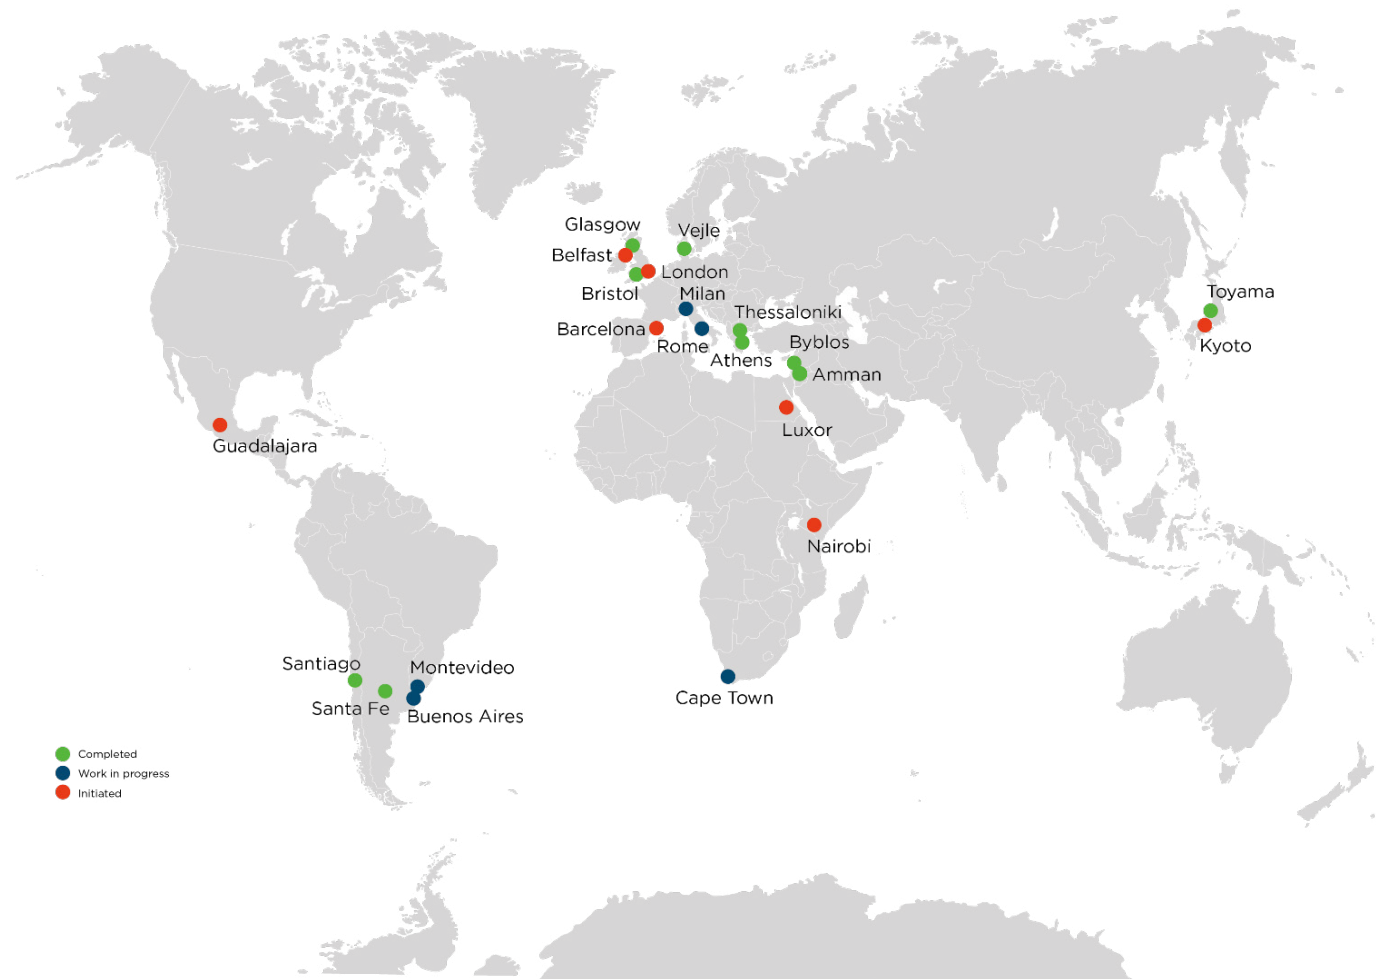 Glasgow
Vejle
Belfast
London
Bristol
Milan
Toyama
Thessaloniki
Barcelona
Rome
Byblos
Kyoto
Athens
Amman
Luxor
Guadalajara
Nairobi
Santiago
Montevideo
Cape Town
Santa Fe
Buenos Aires
Completed
Work in progress
Initiated